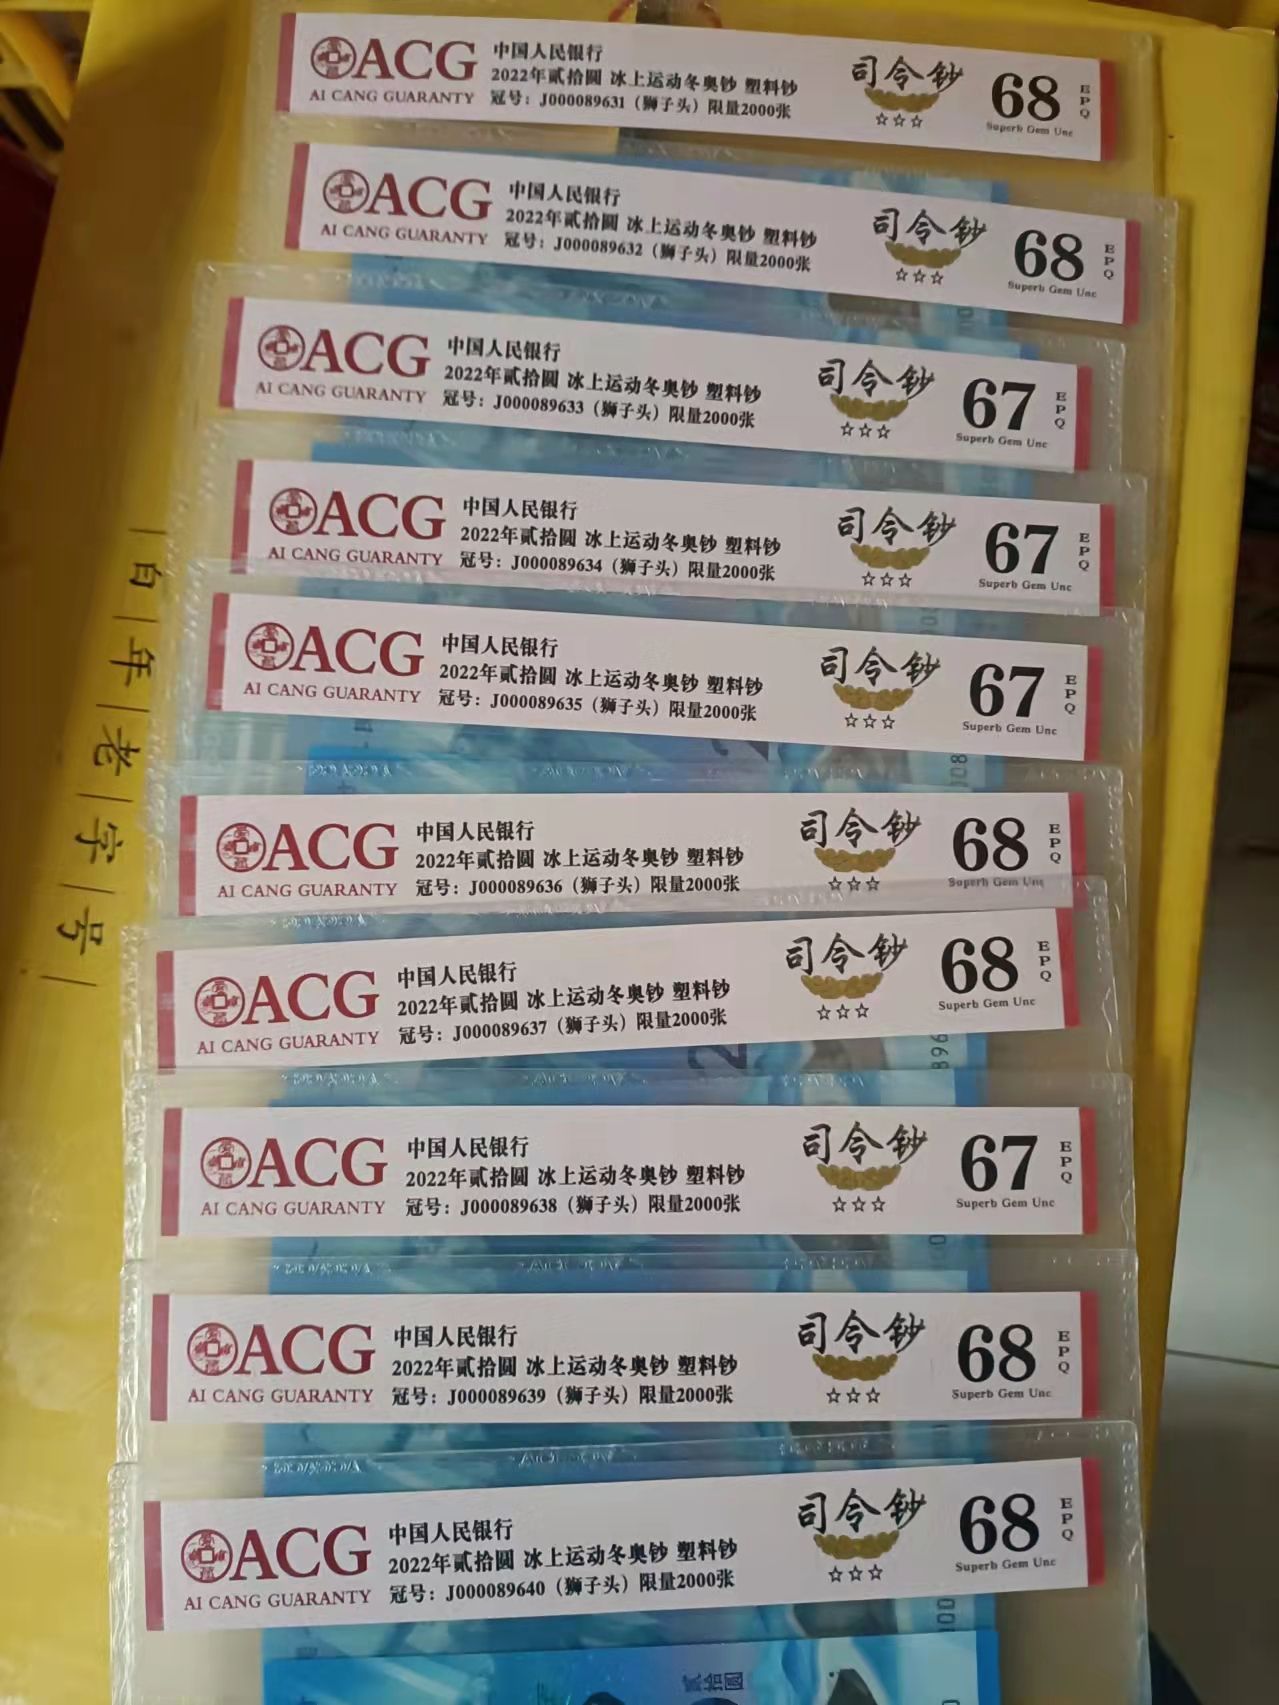 ACG
AI CANG GUARANTY
中国人民银行
2022年贰拾圆 冰上运动冬奥钞 塑料钞
冠号：J000089631（狮子头）限量2000张
司令钞
☆☆☆
68
EPQ
Superb Gem Unc
ACG
AI CANG GUARANTY
中国人民银行
2022年贰拾圆 冰上运动冬奥钞 塑料钞
冠号：J000089632（狮子头）限量2000张
司令钞
☆☆☆
68
EPQ
Superb Gem Unc
ACG
AI CANG GUARANTY
中国人民银行
2022年贰拾圆 冰上运动冬奥钞 塑料钞
冠号：J000089633（狮子头）限量2000张
司令钞
☆☆☆
67
EPQ
Superb Gem Unc
ACG
AI CANG GUARANTY
中国人民银行
2022年贰拾圆 冰上运动冬奥钞 塑料钞
冠号：J000089634（狮子头）限量2000张
司令钞
☆☆☆
67
EPQ
Superb Gem Unc
ACG
AI CANG GUARANTY
中国人民银行
2022年贰拾圆 冰上运动冬奥钞 塑料钞
冠号：J000089635（狮子头）限量2000张
司令钞
☆☆☆
67
EPQ
Superb Gem Unc
ACG
AI CANG GUARANTY
中国人民银行
2022年贰拾圆 冰上运动冬奥钞 塑料钞
冠号：J000089636（狮子头）限量2000张
司令钞
☆☆☆
68
EPQ
Superb Gem Unc
ACG
AI CANG GUARANTY
中国人民银行
2022年贰拾圆 冰上运动冬奥钞 塑料钞
冠号：J000089637（狮子头）限量2000张
司令钞
☆☆☆
68
EPQ
Superb Gem Unc
ACG
AI CANG GUARANTY
中国人民银行
2022年贰拾圆 冰上运动冬奥钞 塑料钞
冠号：J000089638（狮子头）限量2000张
司令钞
☆☆☆
67
EPQ
Superb Gem Unc
ACG
AI CANG GUARANTY
中国人民银行
2022年贰拾圆 冰上运动冬奥钞 塑料钞
冠号：J000089639（狮子头）限量2000张
司令钞
☆☆☆
68
EPQ
Superb Gem Unc
ACG
AI CANG GUARANTY
中国人民银行
2022年贰拾圆 冰上运动冬奥钞 塑料钞
冠号：J000089640（狮子头）限量2000张
司令钞
☆☆☆
68
EPQ
Superb Gem Unc
贰拾圆
|百|年|老|字|号|